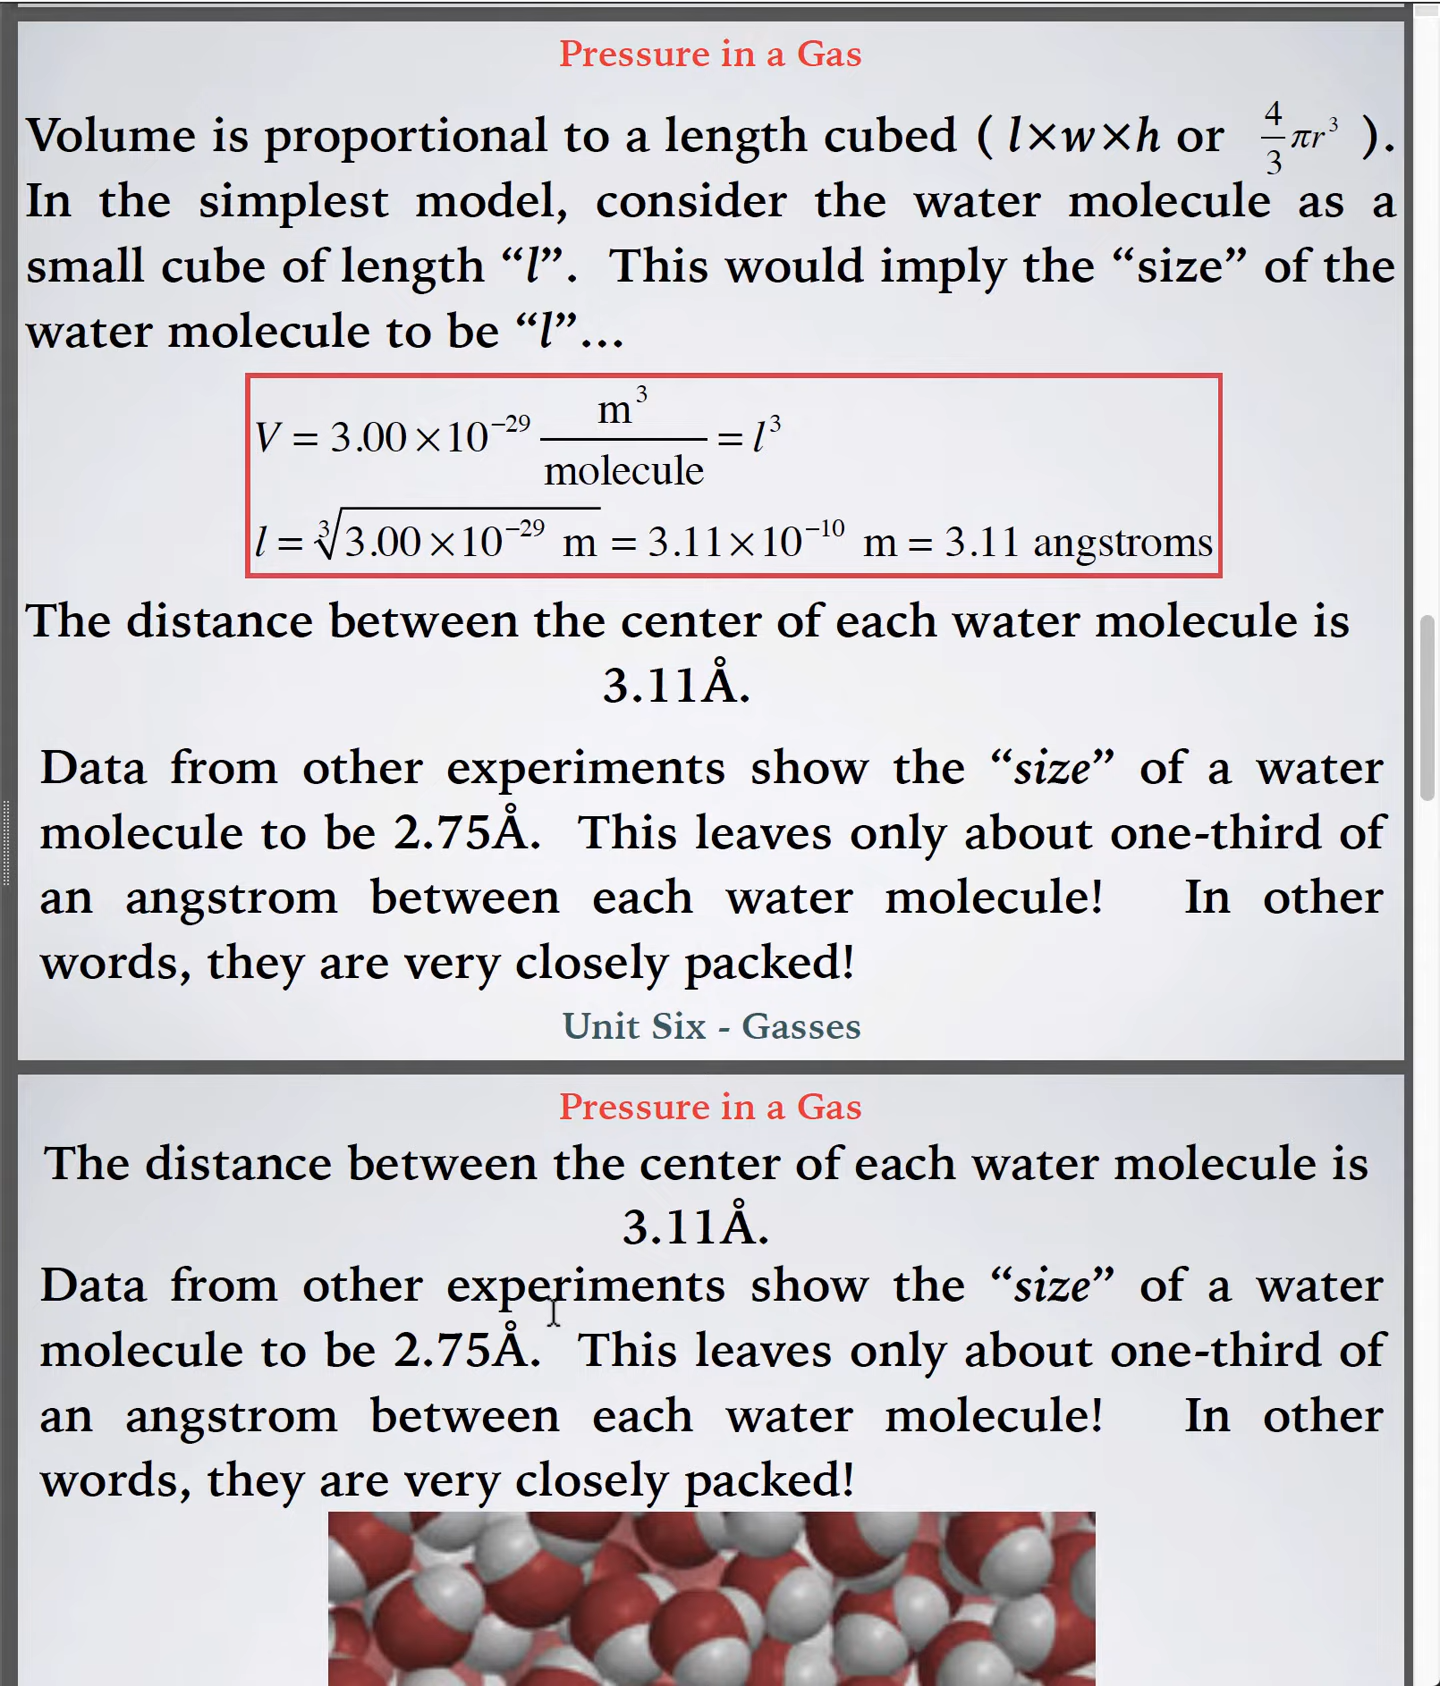 Pressure in a Gas
Volume is proportional to a length cubed ( l×w×h or 4/3 πr³ ).
In the simplest model, consider the water molecule as a
small cube of length “l”. This would imply the “size” of the
water molecule to be “l”...
V = 3.00×10⁻²⁹ m³/molecule = l³
l = ∛(3.00×10⁻²⁹ m) = 3.11×10⁻¹⁰ m = 3.11 angstroms
The distance between the center of each water molecule is
3.11Å.
Data from other experiments show the “size” of a water
molecule to be 2.75Å. This leaves only about one-third of
an angstrom between each water molecule! In other
words, they are very closely packed!
Unit Six - Gasses
Pressure in a Gas
The distance between the center of each water molecule is
3.11Å.
Data from other experiments show the “size” of a water
molecule to be 2.75Å. This leaves only about one-third of
an angstrom between each water molecule! In other
words, they are very closely packed!